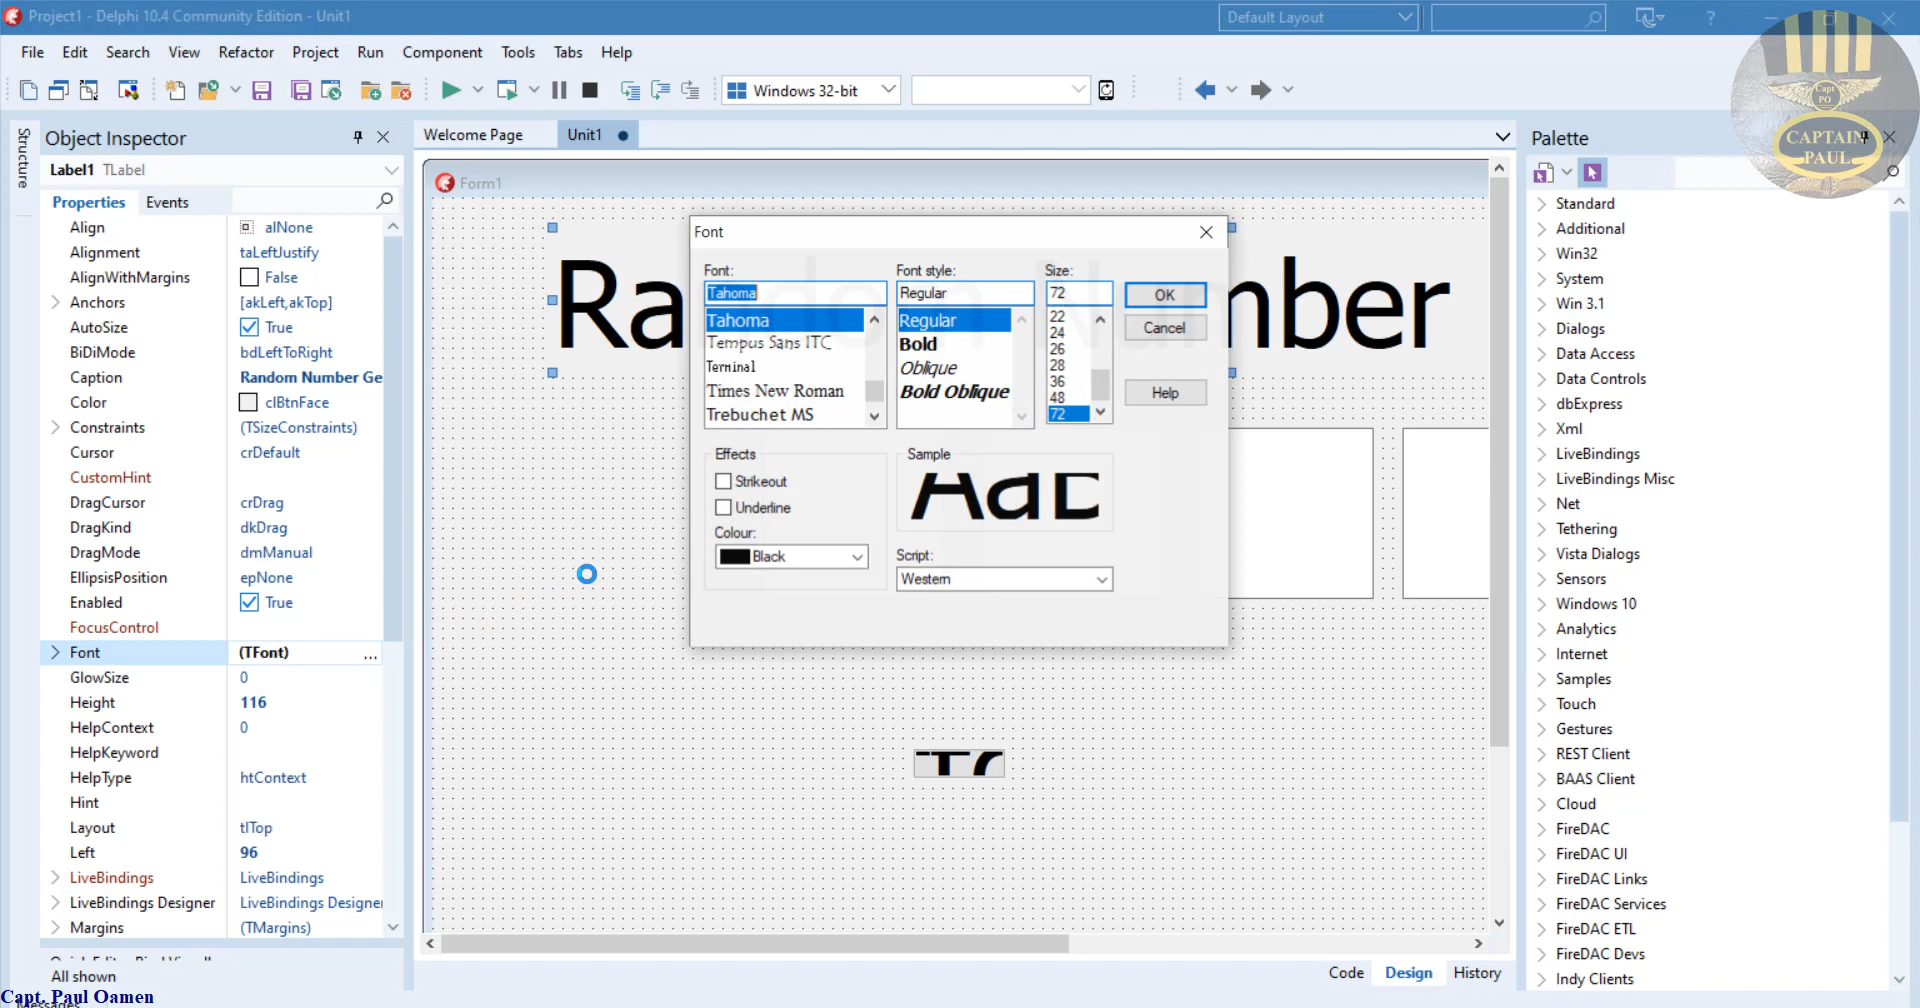 Project1 - Delphi 10.4 Community Edition - Unit1
Default Layout
?
File Edit Search View Refactor Project Run Component Tools Tabs Help
Windows 32-bit
Capt
PO
CAPTAIN
PAUL
Structure
Object Inspector
Label1 TLabel
Properties Events
Align alNone
Alignment taLeftJustify
AlignWithMargins False
Anchors [akLeft,akTop]
AutoSize True
BiDiMode bdLeftToRight
Caption Random Number Ge
Color clBtnFace
Constraints (TSizeConstraints)
Cursor crDefault
CustomHint
DragCursor crDrag
DragKind dkDrag
DragMode dmManual
EllipsisPosition epNone
Enabled True
FocusControl
Font (TFont) ...
GlowSize 0
Height 116
HelpContext 0
HelpKeyword
HelpType htContext
Hint
Layout tlTop
Left 96
LiveBindings LiveBindings
LiveBindings Designer LiveBindings Designer
Margins (TMargins)
All shown
Capt. Paul Oamen
Welcome Page Unit1
Form1
Random Number
Font
Font: Font style: Size:
Tahoma Regular 72
Tahoma
Tempus Sans ITC
Terminal
Times New Roman
Trebuchet MS
Regular
Bold
Oblique
Bold Oblique
22
24
26
28
36
48
72
OK
Cancel
Help
Effects
Strikeout
Underline
Colour:
Black
Sample
Script:
Western
Code Design History
Palette
Standard
Additional
Win32
System
Win 3.1
Dialogs
Data Access
Data Controls
dbExpress
Xml
LiveBindings
LiveBindings Misc
Net
Tethering
Vista Dialogs
Sensors
Windows 10
Analytics
Internet
Samples
Touch
Gestures
REST Client
BAAS Client
Cloud
FireDAC
FireDAC UI
FireDAC Links
FireDAC Services
FireDAC ETL
FireDAC Devs
Indy Clients